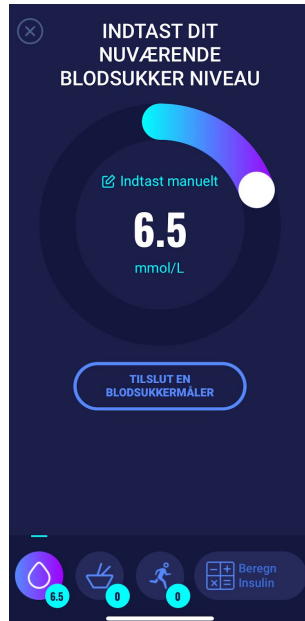 INDTAST DIT
NUVÆRENDE
BLODSUKKER NIVEAU
Indtast manuelt
6.5
mmol/L
TILSLUT EN
BLODSUKKERMÅLER
6.5
0
0
Beregn
Insulin